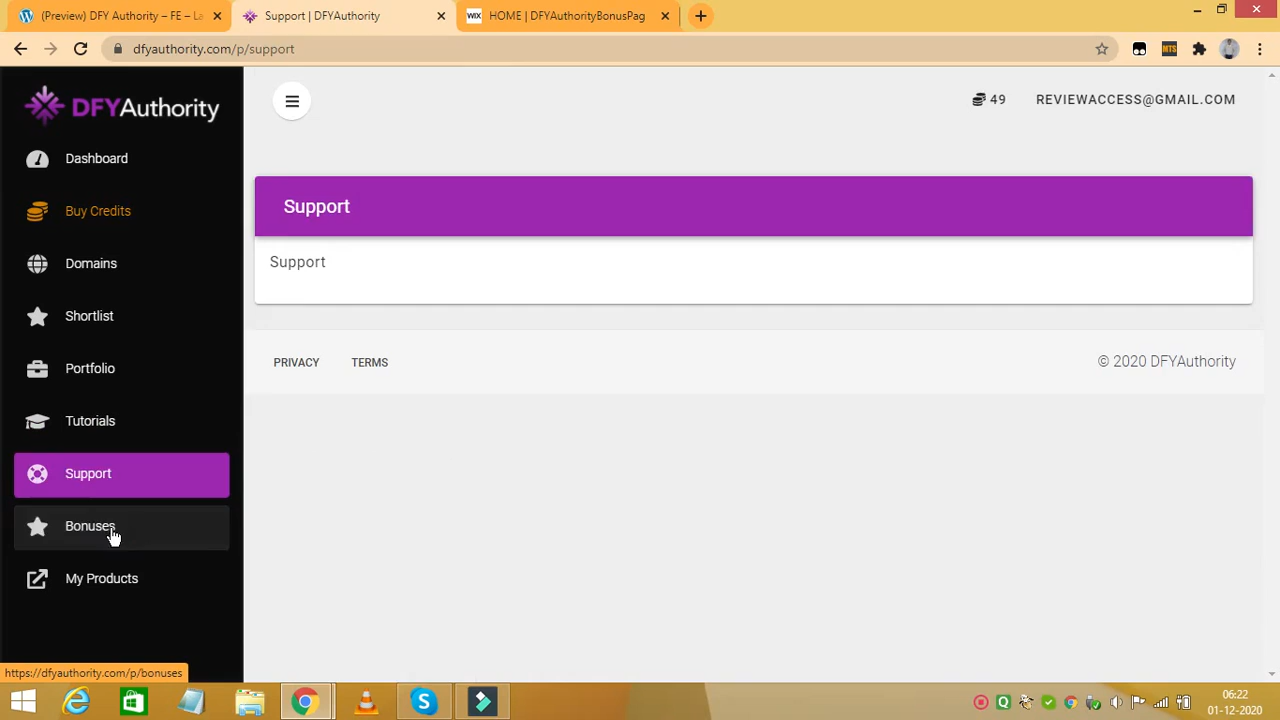 (Preview) DFY Authority – FE – La
Support | DFYAuthority
WIX HOME | DFYAuthorityBonusPag
dfyauthority.com/p/support
MTS
DFYAuthority
49
REVIEWACCESS@GMAIL.COM
Dashboard
Buy Credits
Domains
Shortlist
Portfolio
Tutorials
Support
Bonuses
My Products
Support
Support
PRIVACY
TERMS
© 2020 DFYAuthority
https://dfyauthority.com/p/bonuses
06:22
01-12-2020